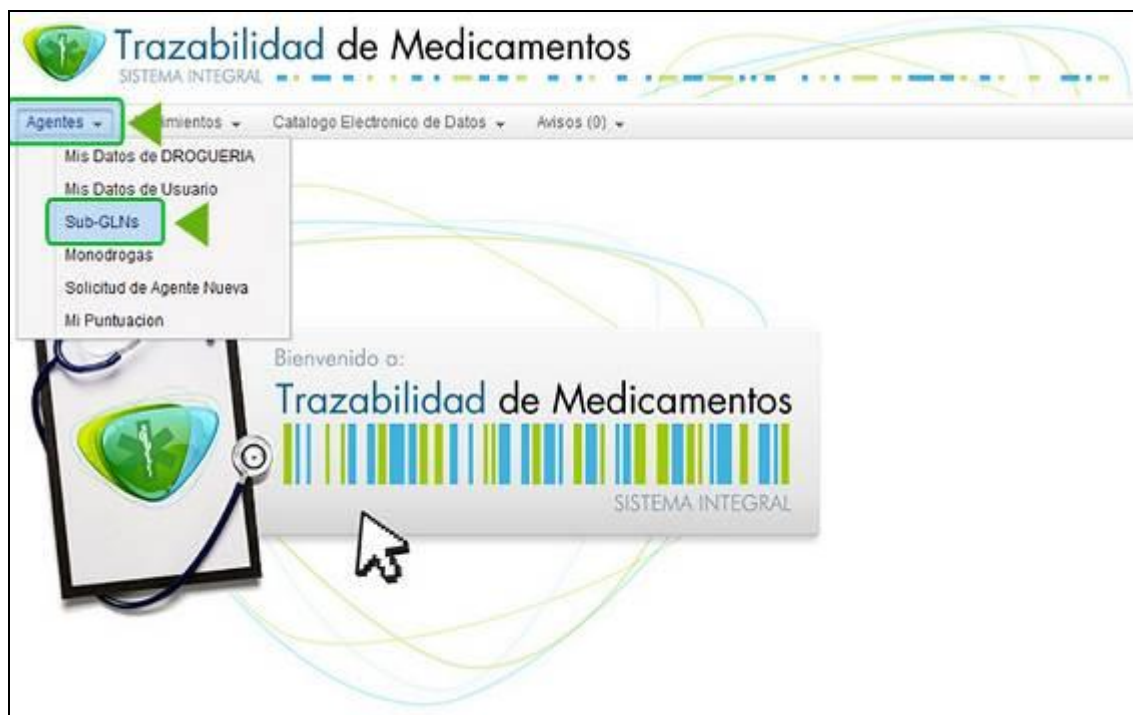 Trazabilidad de Medicamentos
SISTEMA INTEGRAL
Agentes imientos Catalogo Electronico de Datos Avisos (0)
Mis Datos de DROGUERIA
Mis Datos de Usuario
Sub-GLNs
Monodrogas
Solicitud de Agente Nueva
Mi Puntuacion
Bienvenido a:
Trazabilidad de Medicamentos
SISTEMA INTEGRAL